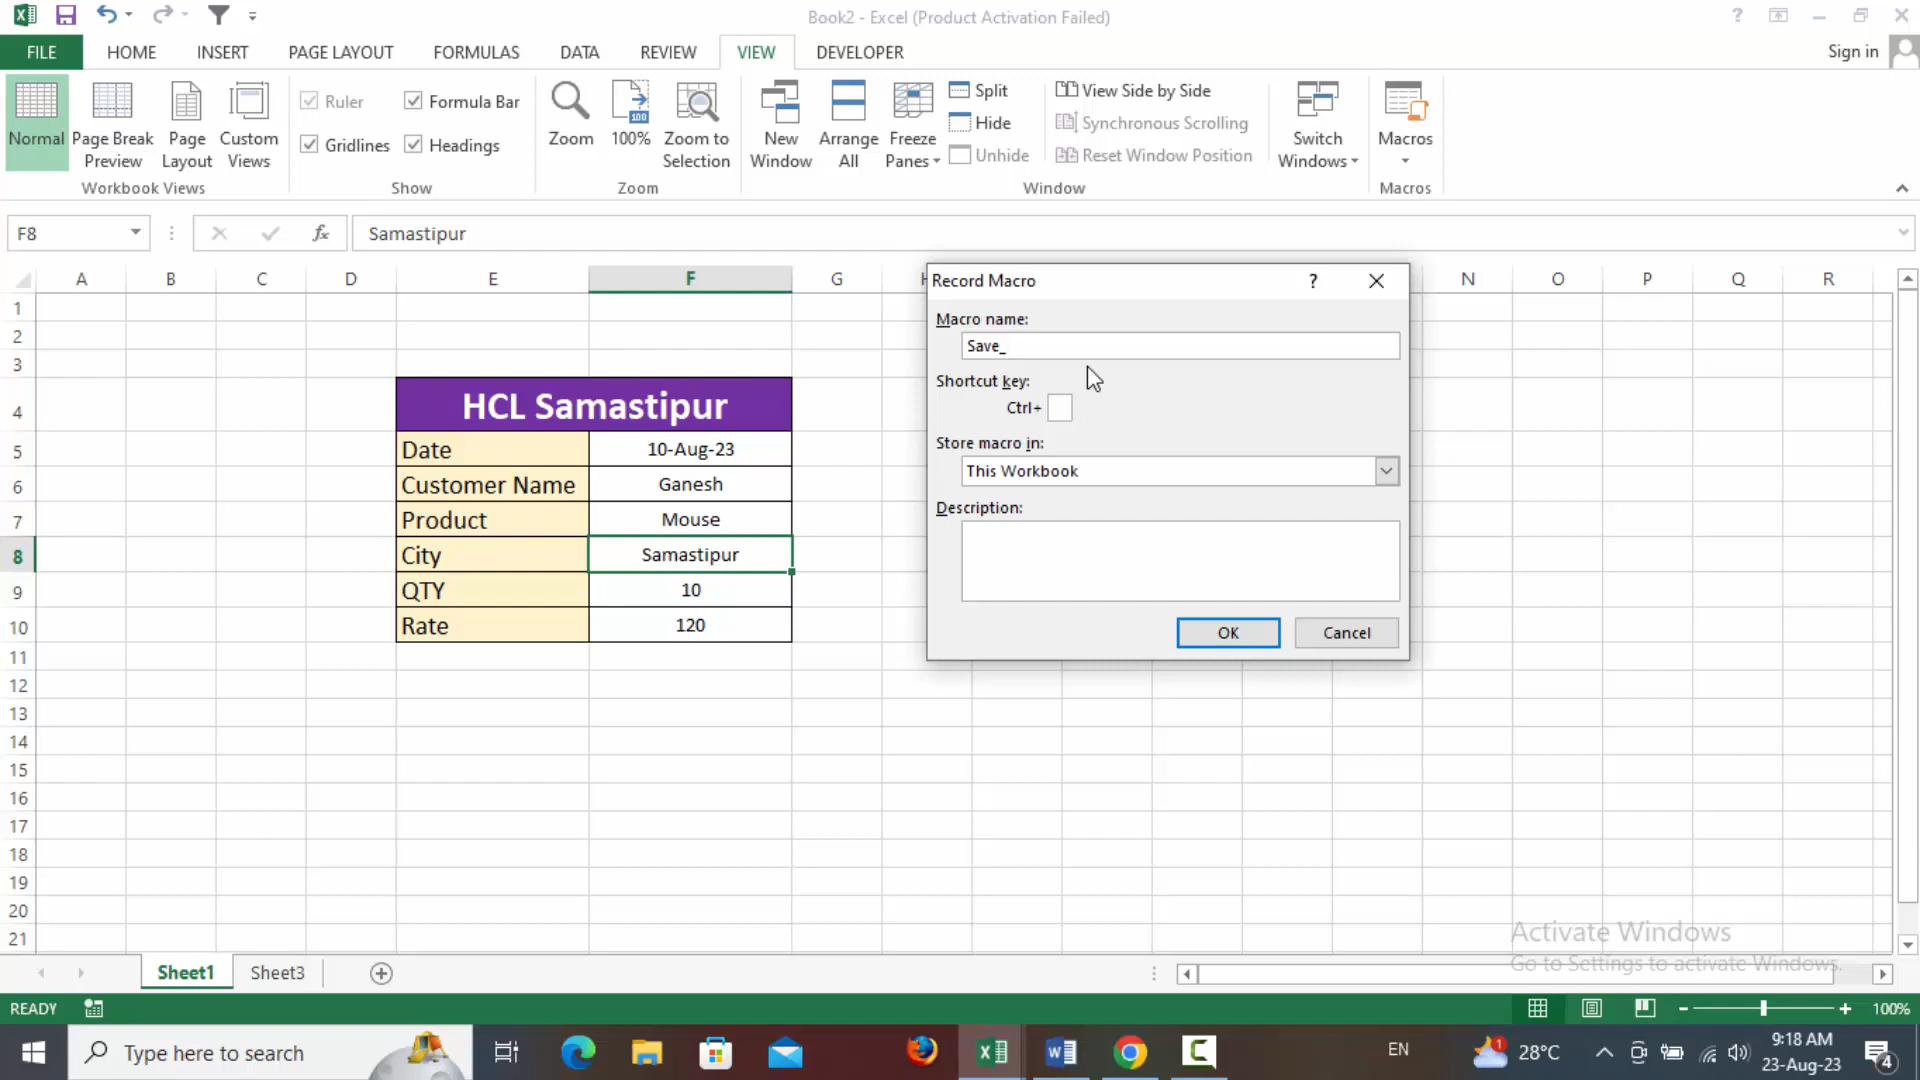 Book2 - Excel (Product Activation Failed)
?
FILE HOME INSERT PAGE LAYOUT FORMULAS DATA REVIEW VIEW DEVELOPER
Sign in
Normal
Page Break Preview
Page Layout
Custom Views
Workbook Views
Ruler
Formula Bar
Gridlines
Headings
Show
Zoom
100
100%
Zoom to Selection
Zoom
New Window
Arrange All
Freeze Panes
Split
Hide
Unhide
View Side by Side
Synchronous Scrolling
Reset Window Position
Switch Windows
Window
Macros
Macros
F8
fx
Samastipur
A B C D E F G H N O P Q R
1
2
3
4 HCL Samastipur
5 Date 10-Aug-23
6 Customer Name Ganesh
7 Product Mouse
8 City Samastipur
9 QTY 10
10 Rate 120
11
12
13
14
15
16
17
18
19
20
21
Record Macro
?
Macro name:
Save_
Shortcut key:
Ctrl+
Store macro in:
This Workbook
Description:
OK Cancel
Activate Windows
Go to Settings to activate Windows.
Sheet1 Sheet3
READY
100%
Type here to search
EN
1
28°C
9:18 AM
23-Aug-23
4